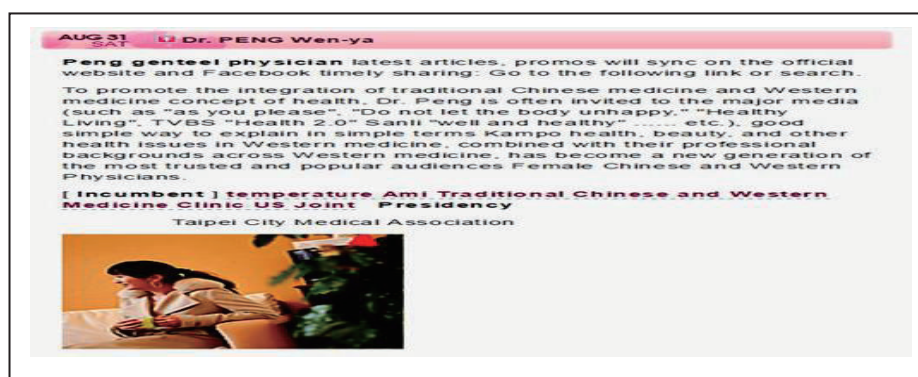 AUG 31
SAT
Dr. PENG Wen-ya
Peng genteel physician latest articles, promos will sync on the official
website and Facebook timely sharing: Go to the following link or search.
To promote the integration of traditional Chinese medicine and Western
medicine concept of health, Dr. Peng is often invited to the major media
(such as "as you please", "Do not let the body unhappy," "Healthy
Living", TVBS "Health 2.0" Sanli "well and healthy" ...... etc.), good
simple way to explain in simple terms Kampo health, beauty, and other
health issues in Western medicine, combined with their professional
backgrounds across Western medicine, has become a new generation of
the most trusted and popular audiences Female Chinese and Western
Physicians.
[ Incumbent ] temperature Ami Traditional Chinese and Western
Medicine Clinic US Joint Presidency
Taipei City Medical Association